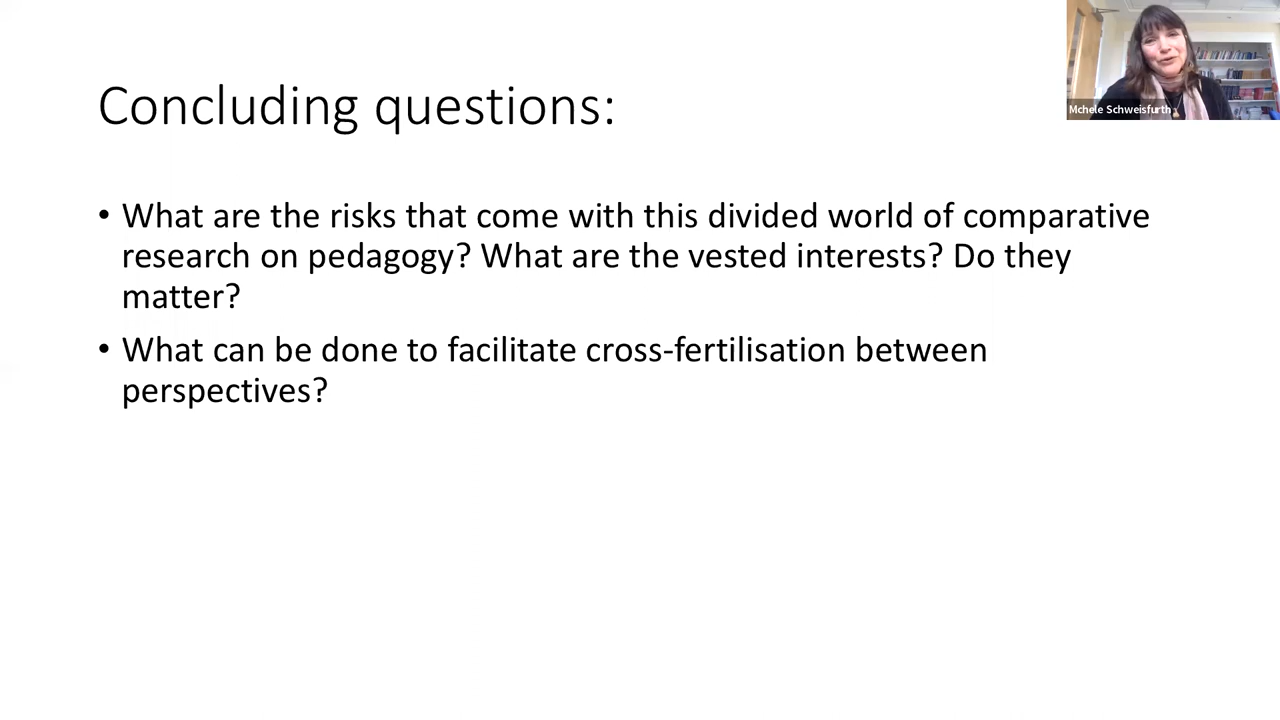 Concluding questions:
Mchele Schweisfurth
• What are the risks that come with this divided world of comparative
research on pedagogy? What are the vested interests? Do they
matter?
• What can be done to facilitate cross-fertilisation between
perspectives?